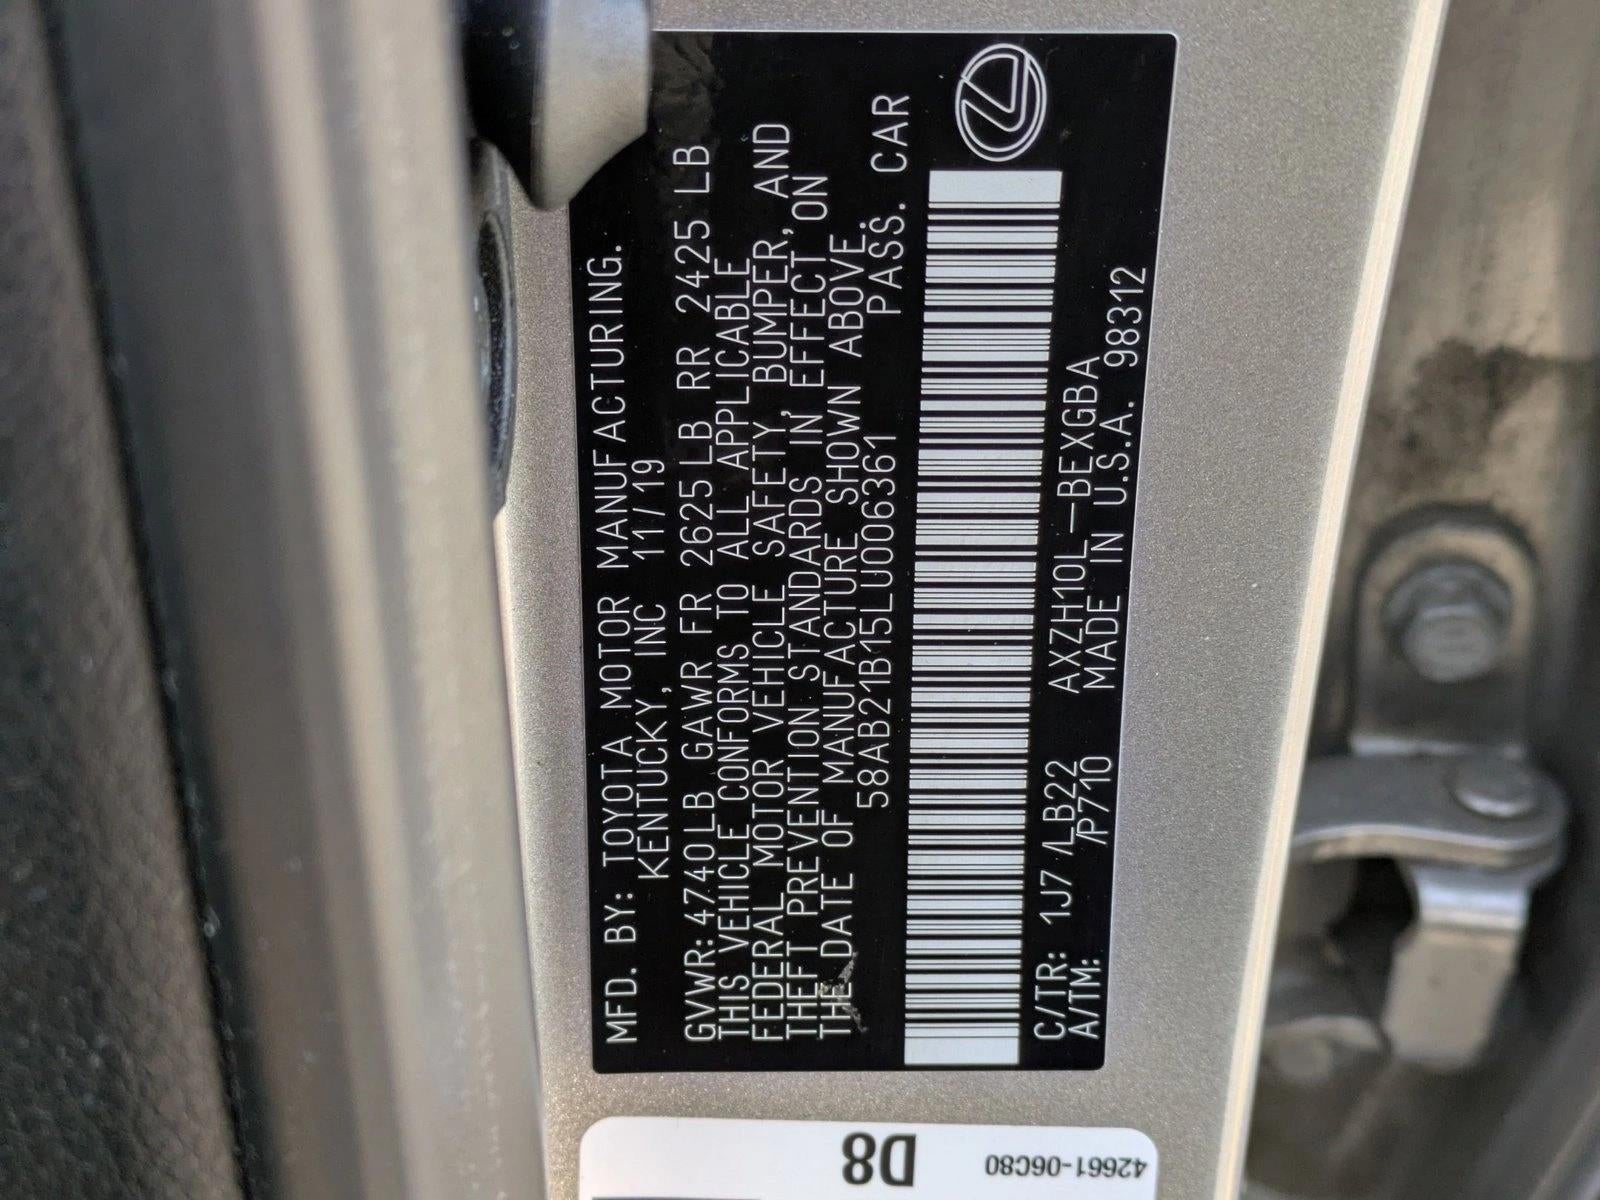 MFD. BY: TOYOTA MOTOR MANUFACTURING.
KENTUCKY, INC 11/19
GVWR: 4740LB GAWR FR 2625LB RR 2425 LB
THIS VEHICLE CONFORMS TO ALL APPLICABLE
FEDERAL MOTOR VEHICLE SAFETY, BUMPER, AND
THEFT PREVENTION STANDARDS IN EFFECT ON
THE DATE OF MANUFACTURE SHOWN ABOVE.
58AB21B15LU006361 PASS. CAR
C/TR: 1J7 /LB22 AXZH10L-BEXGBA
A/TM: /P710 MADE IN U.S.A. 98312
D8
42661-06C80